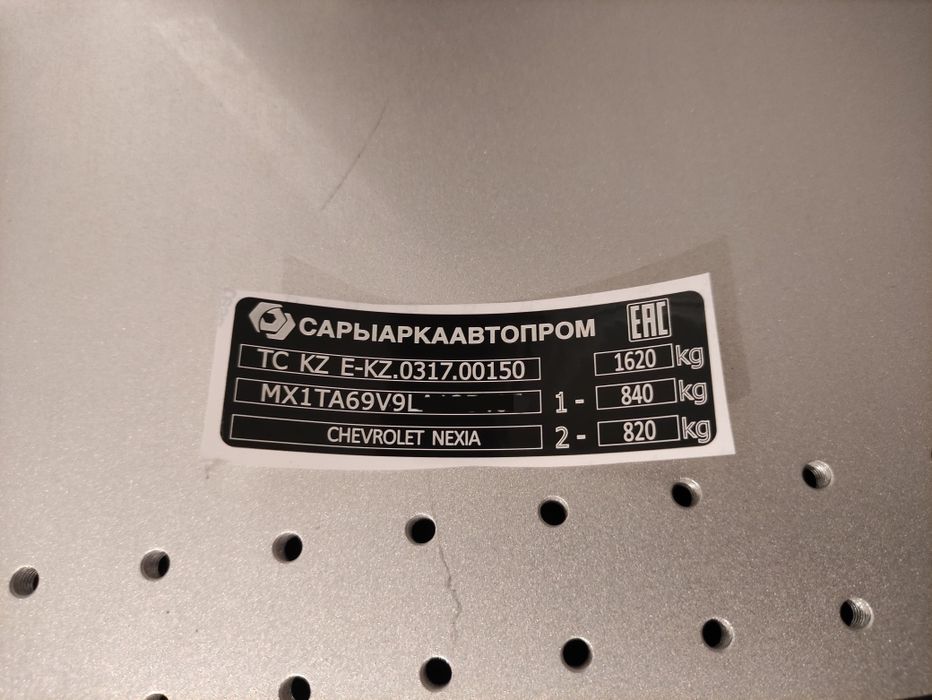 САРЫАРКААВТОПРОМ EAC
TC KZ E-KZ.0317.00150 1620 kg
MX1TA69V9L 1 - 840 kg
CHEVROLET NEXIA 2 - 820 kg